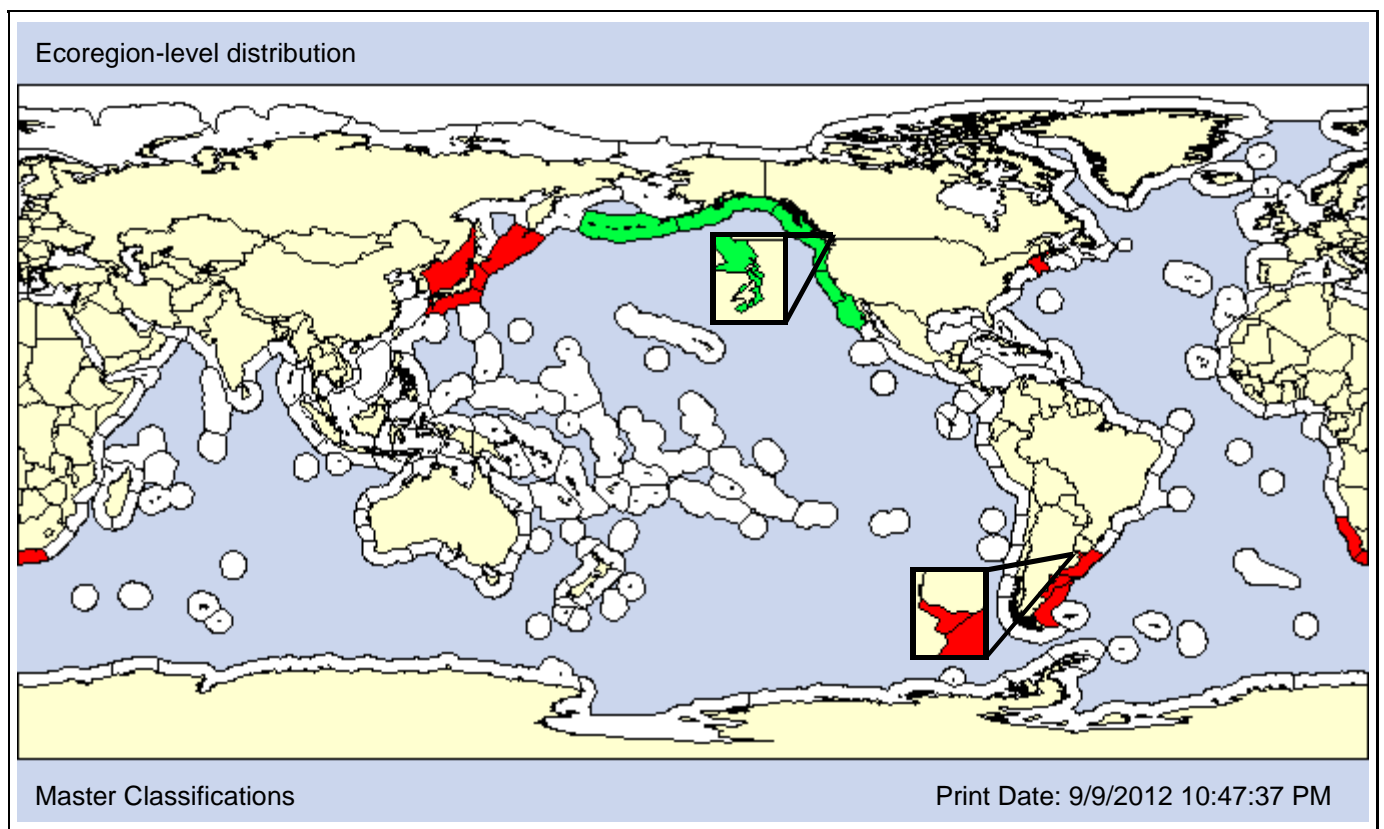 Ecoregion-level distribution
Master Classifications
Print Date: 9/9/2012 10:47:37 PM